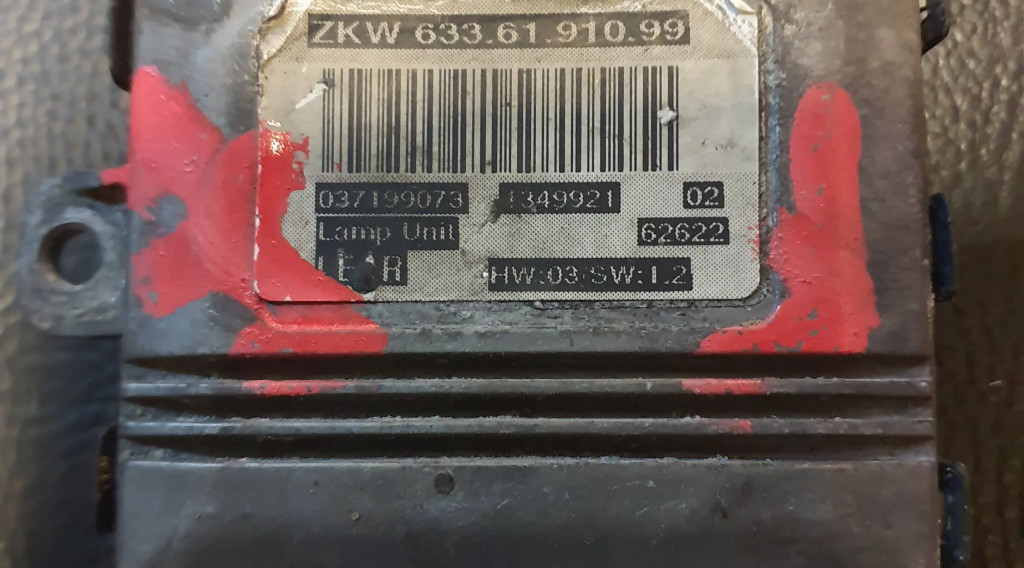 ZKW 633.61.910.99
037199073 1349921 02
Lamp Unit 62622
LEAR HW:03/SW:1.2